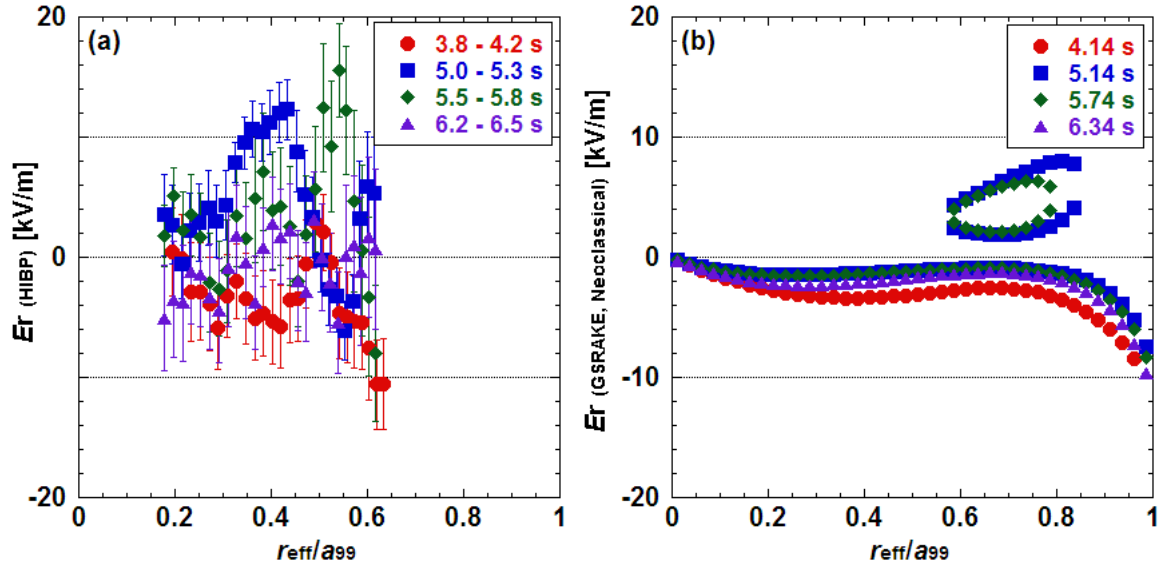 (a)
3.8 - 4.2 s
5.0 - 5.3 s
5.5 - 5.8 s
6.2 - 6.5 s
20
10
0
-10
-20
Er (HIBP) [kV/m]
0 0.2 0.4 0.6 0.8 1
reff/a99
(b)
4.14 s
5.14 s
5.74 s
6.34 s
20
10
0
-10
-20
Er (GSRAKE, Neoclassical) [kV/m]
0 0.2 0.4 0.6 0.8 1
reff/a99